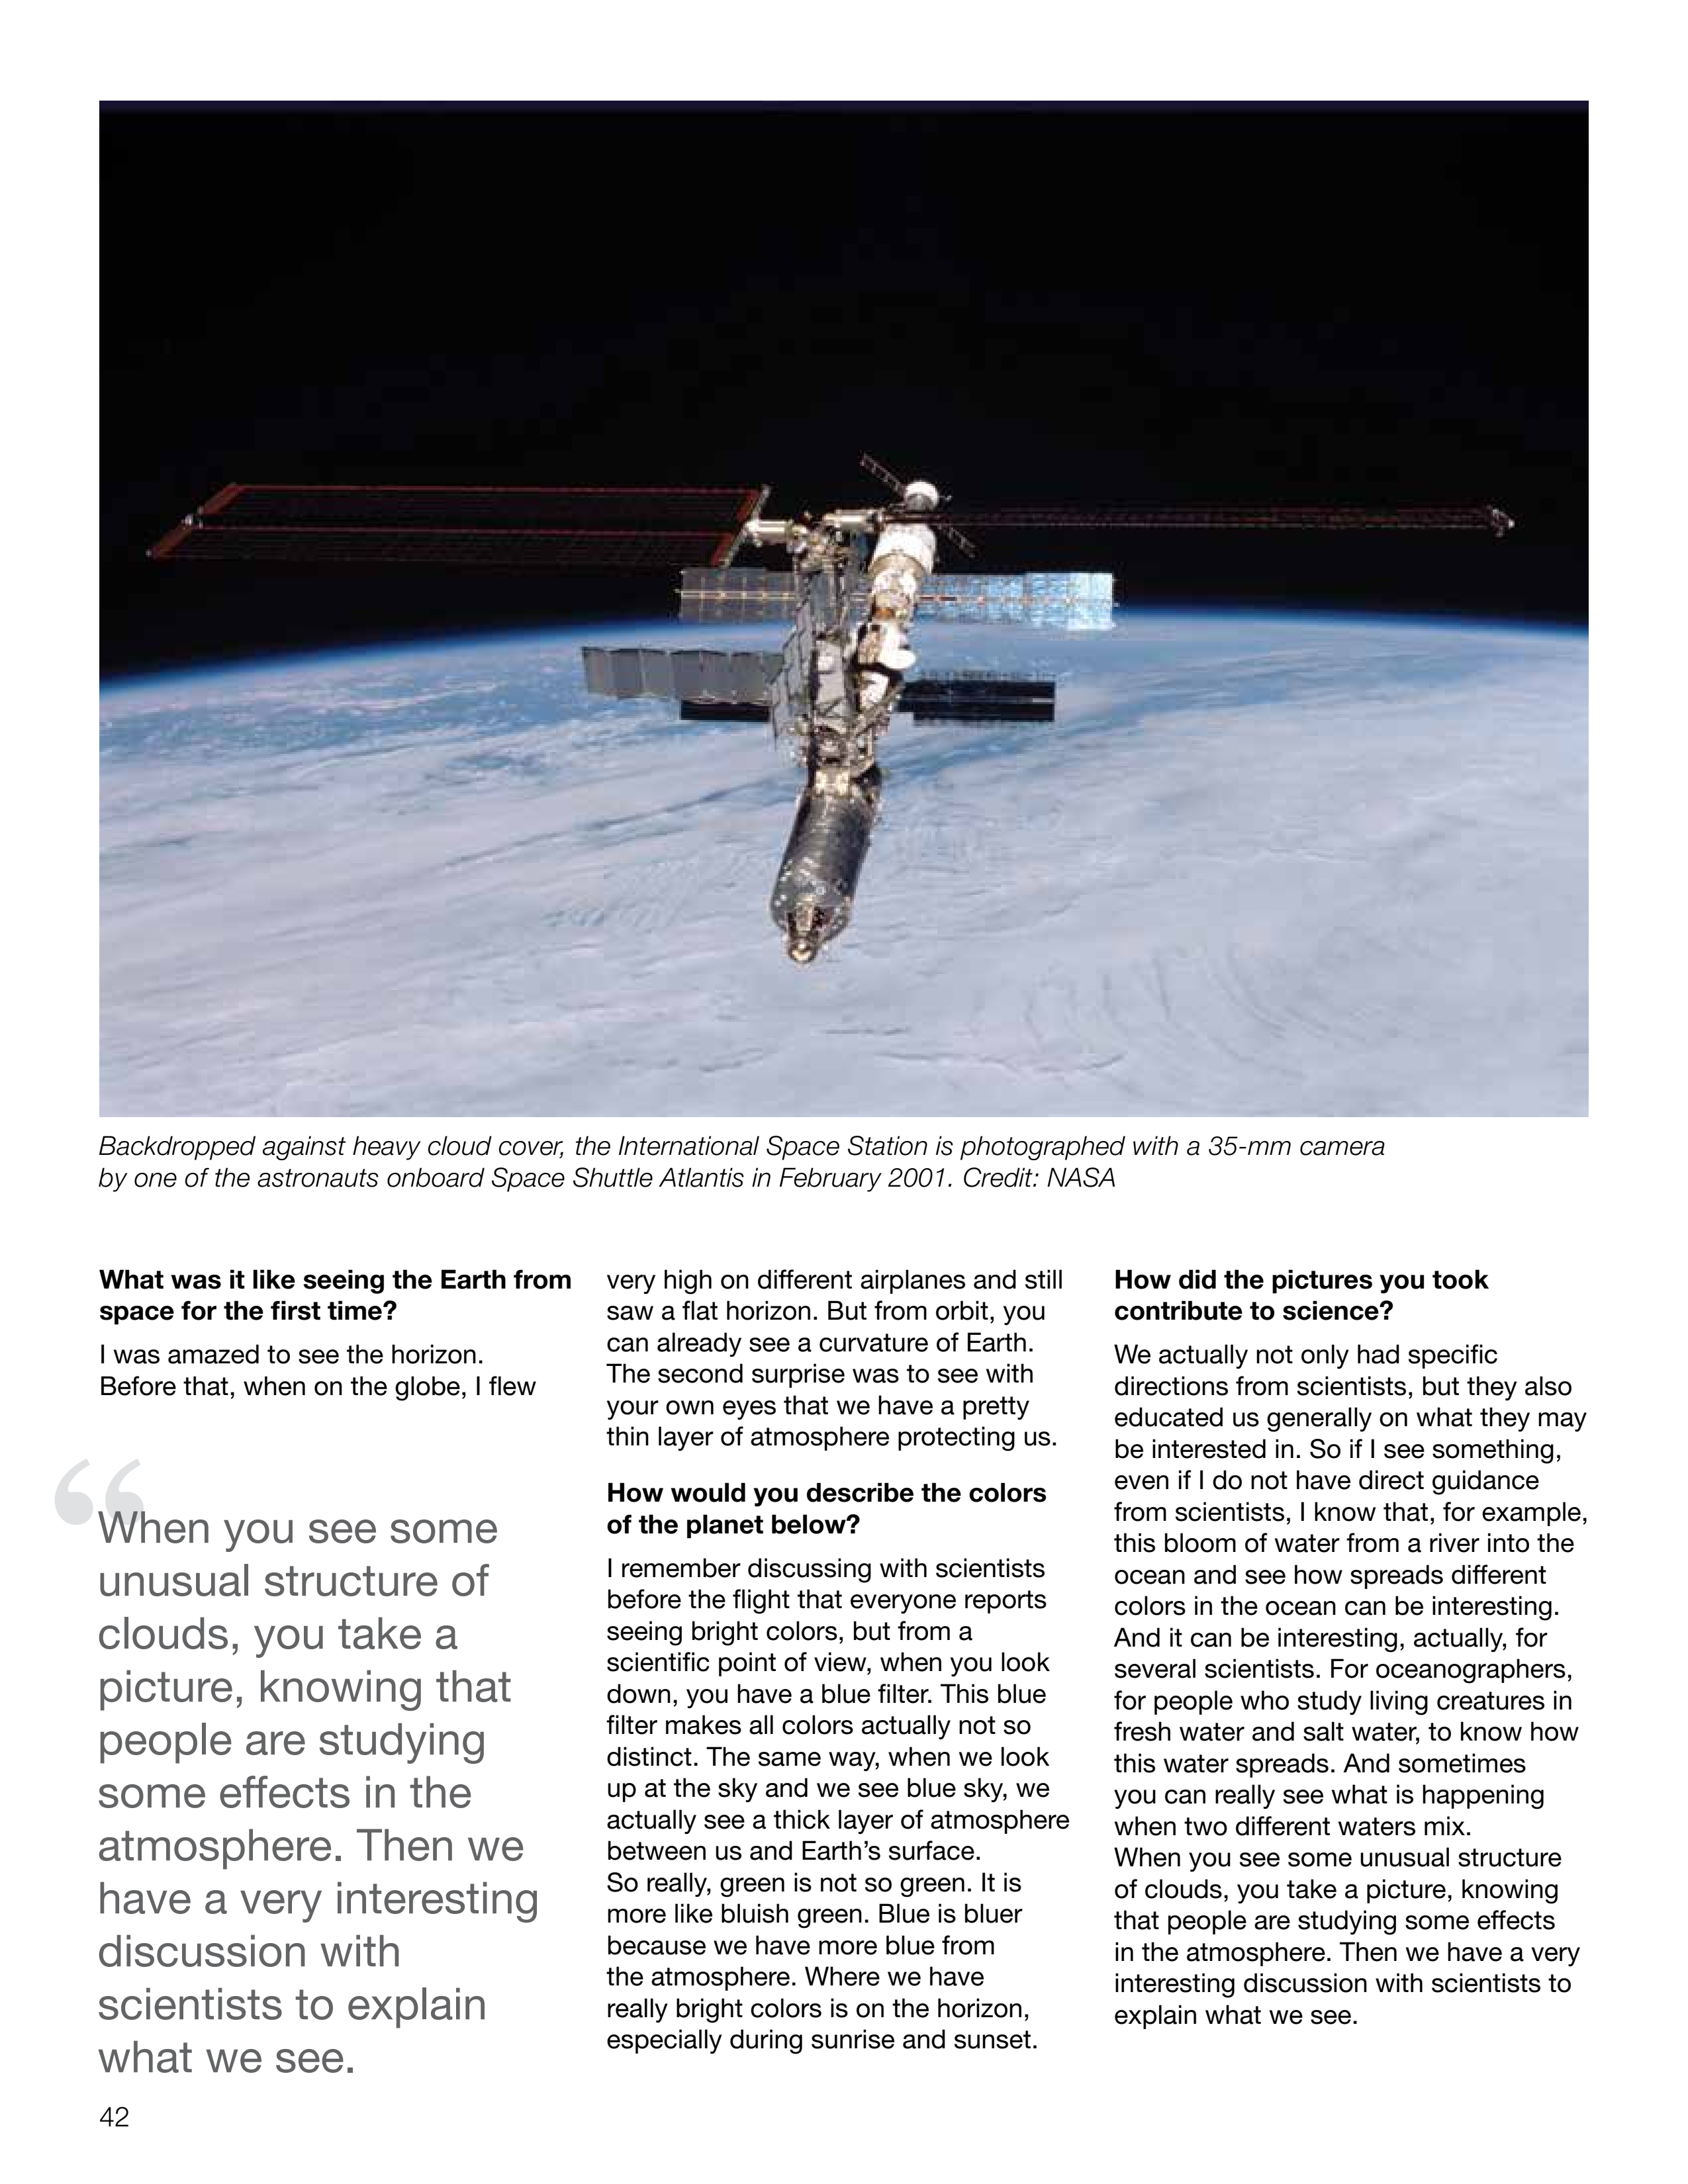 Backdropped against heavy cloud cover, the International Space Station is photographed with a 35-mm camera
by one of the astronauts onboard Space Shuttle Atlantis in February 2001. Credit: NASA
What was it like seeing the Earth from
space for the first time?
I was amazed to see the horizon.
Before that, when on the globe, I flew
“
When you see some
unusual structure of
clouds, you take a
picture, knowing that
people are studying
some effects in the
atmosphere. Then we
have a very interesting
discussion with
scientists to explain
what we see.
very high on different airplanes and still
saw a flat horizon. But from orbit, you
can already see a curvature of Earth.
The second surprise was to see with
your own eyes that we have a pretty
thin layer of atmosphere protecting us.
How would you describe the colors
of the planet below?
I remember discussing with scientists
before the flight that everyone reports
seeing bright colors, but from a
scientific point of view, when you look
down, you have a blue filter. This blue
filter makes all colors actually not so
distinct. The same way, when we look
up at the sky and we see blue sky, we
actually see a thick layer of atmosphere
between us and Earth’s surface.
So really, green is not so green. It is
more like bluish green. Blue is bluer
because we have more blue from
the atmosphere. Where we have
really bright colors is on the horizon,
especially during sunrise and sunset.
How did the pictures you took
contribute to science?
We actually not only had specific
directions from scientists, but they also
educated us generally on what they may
be interested in. So if I see something,
even if I do not have direct guidance
from scientists, I know that, for example,
this bloom of water from a river into the
ocean and see how spreads different
colors in the ocean can be interesting.
And it can be interesting, actually, for
several scientists. For oceanographers,
for people who study living creatures in
fresh water and salt water, to know how
this water spreads. And sometimes
you can really see what is happening
when two different waters mix.
When you see some unusual structure
of clouds, you take a picture, knowing
that people are studying some effects
in the atmosphere. Then we have a very
interesting discussion with scientists to
explain what we see.
42